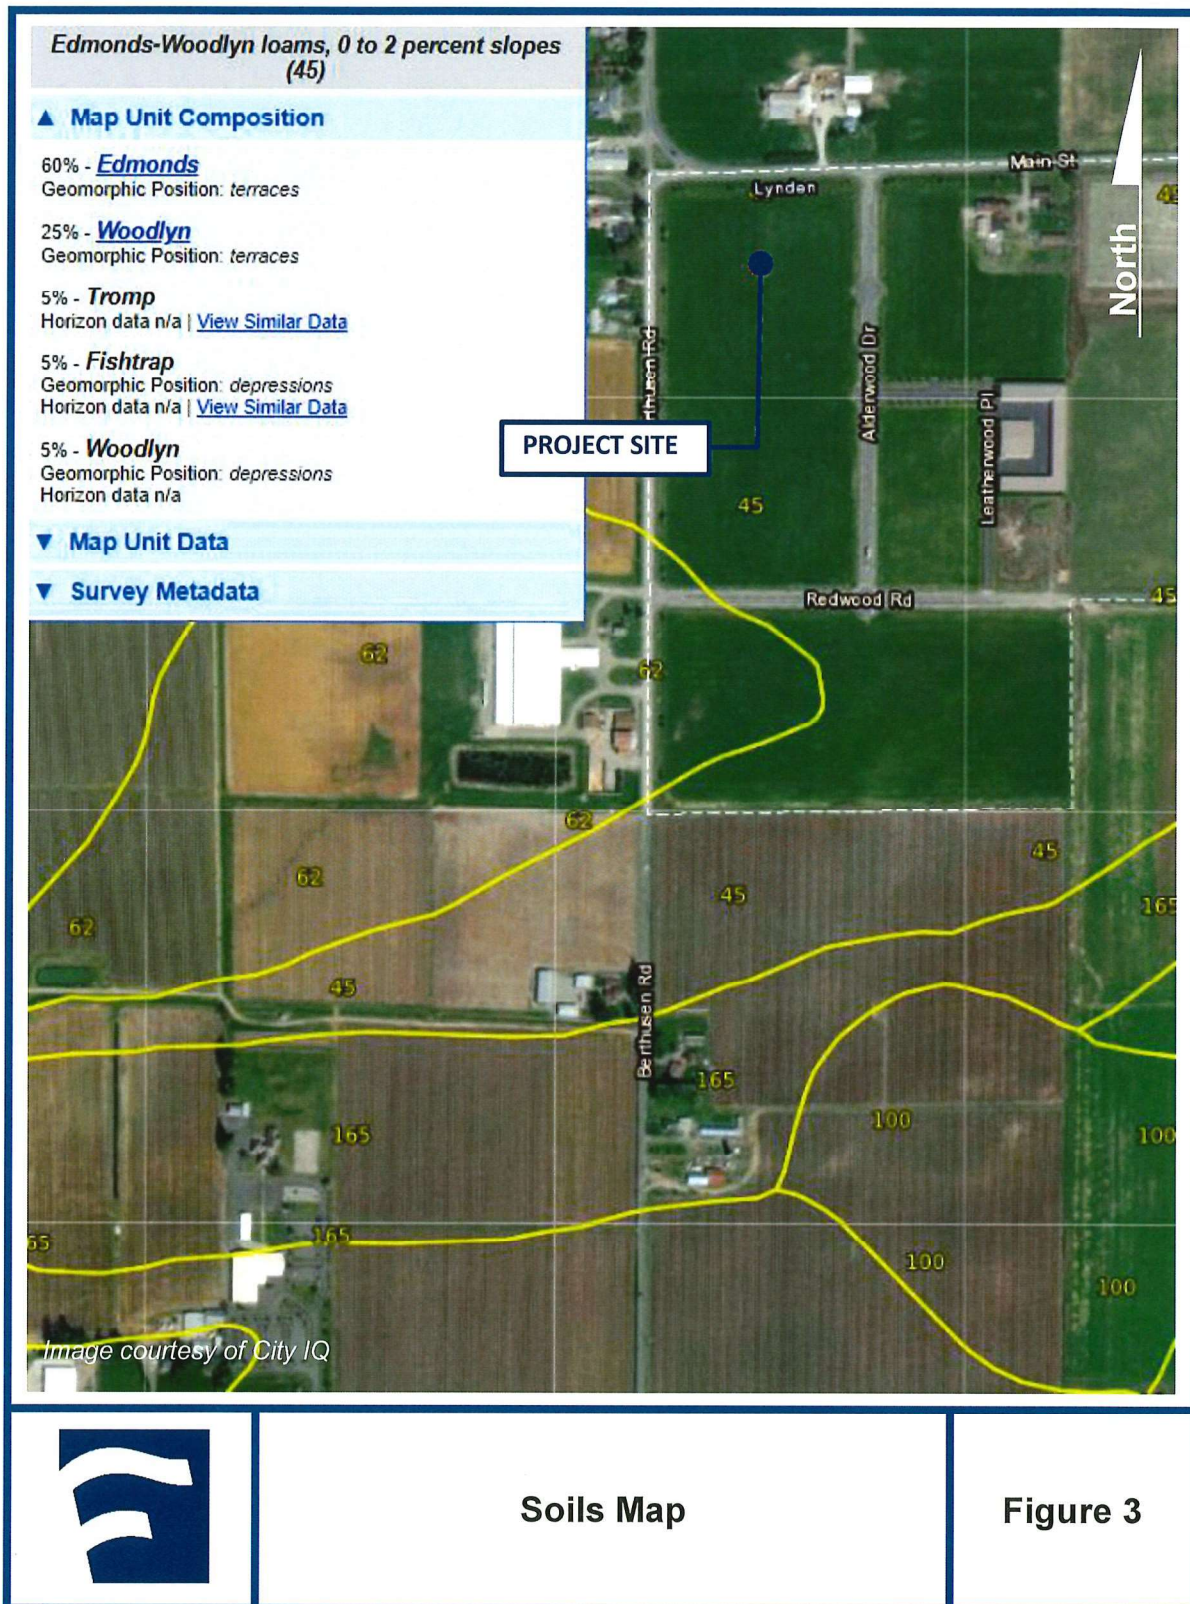 Edmonds-Woodlyn loams, 0 to 2 percent slopes
(45)
▲ Map Unit Composition
60% - Edmonds
Geomorphic Position: terraces
25% - Woodlyn
Geomorphic Position: terraces
5% - Tromp
Horizon data n/a | View Similar Data
5% - Fishtrap
Geomorphic Position: depressions
Horizon data n/a | View Similar Data
5% - Woodlyn
Geomorphic Position: depressions
Horizon data n/a
▼ Map Unit Data
▼ Survey Metadata
Main St
Lynden
45
North
rthusen Rd
Alderwood Dr
Leatherwood Pl
PROJECT SITE
45
Redwood Rd
45
62
62
62
62
45
45
165
62
45
Berthusen Rd
165
100
165
100
65
165
100
100
Image courtesy of City IQ
Soils Map
Figure 3